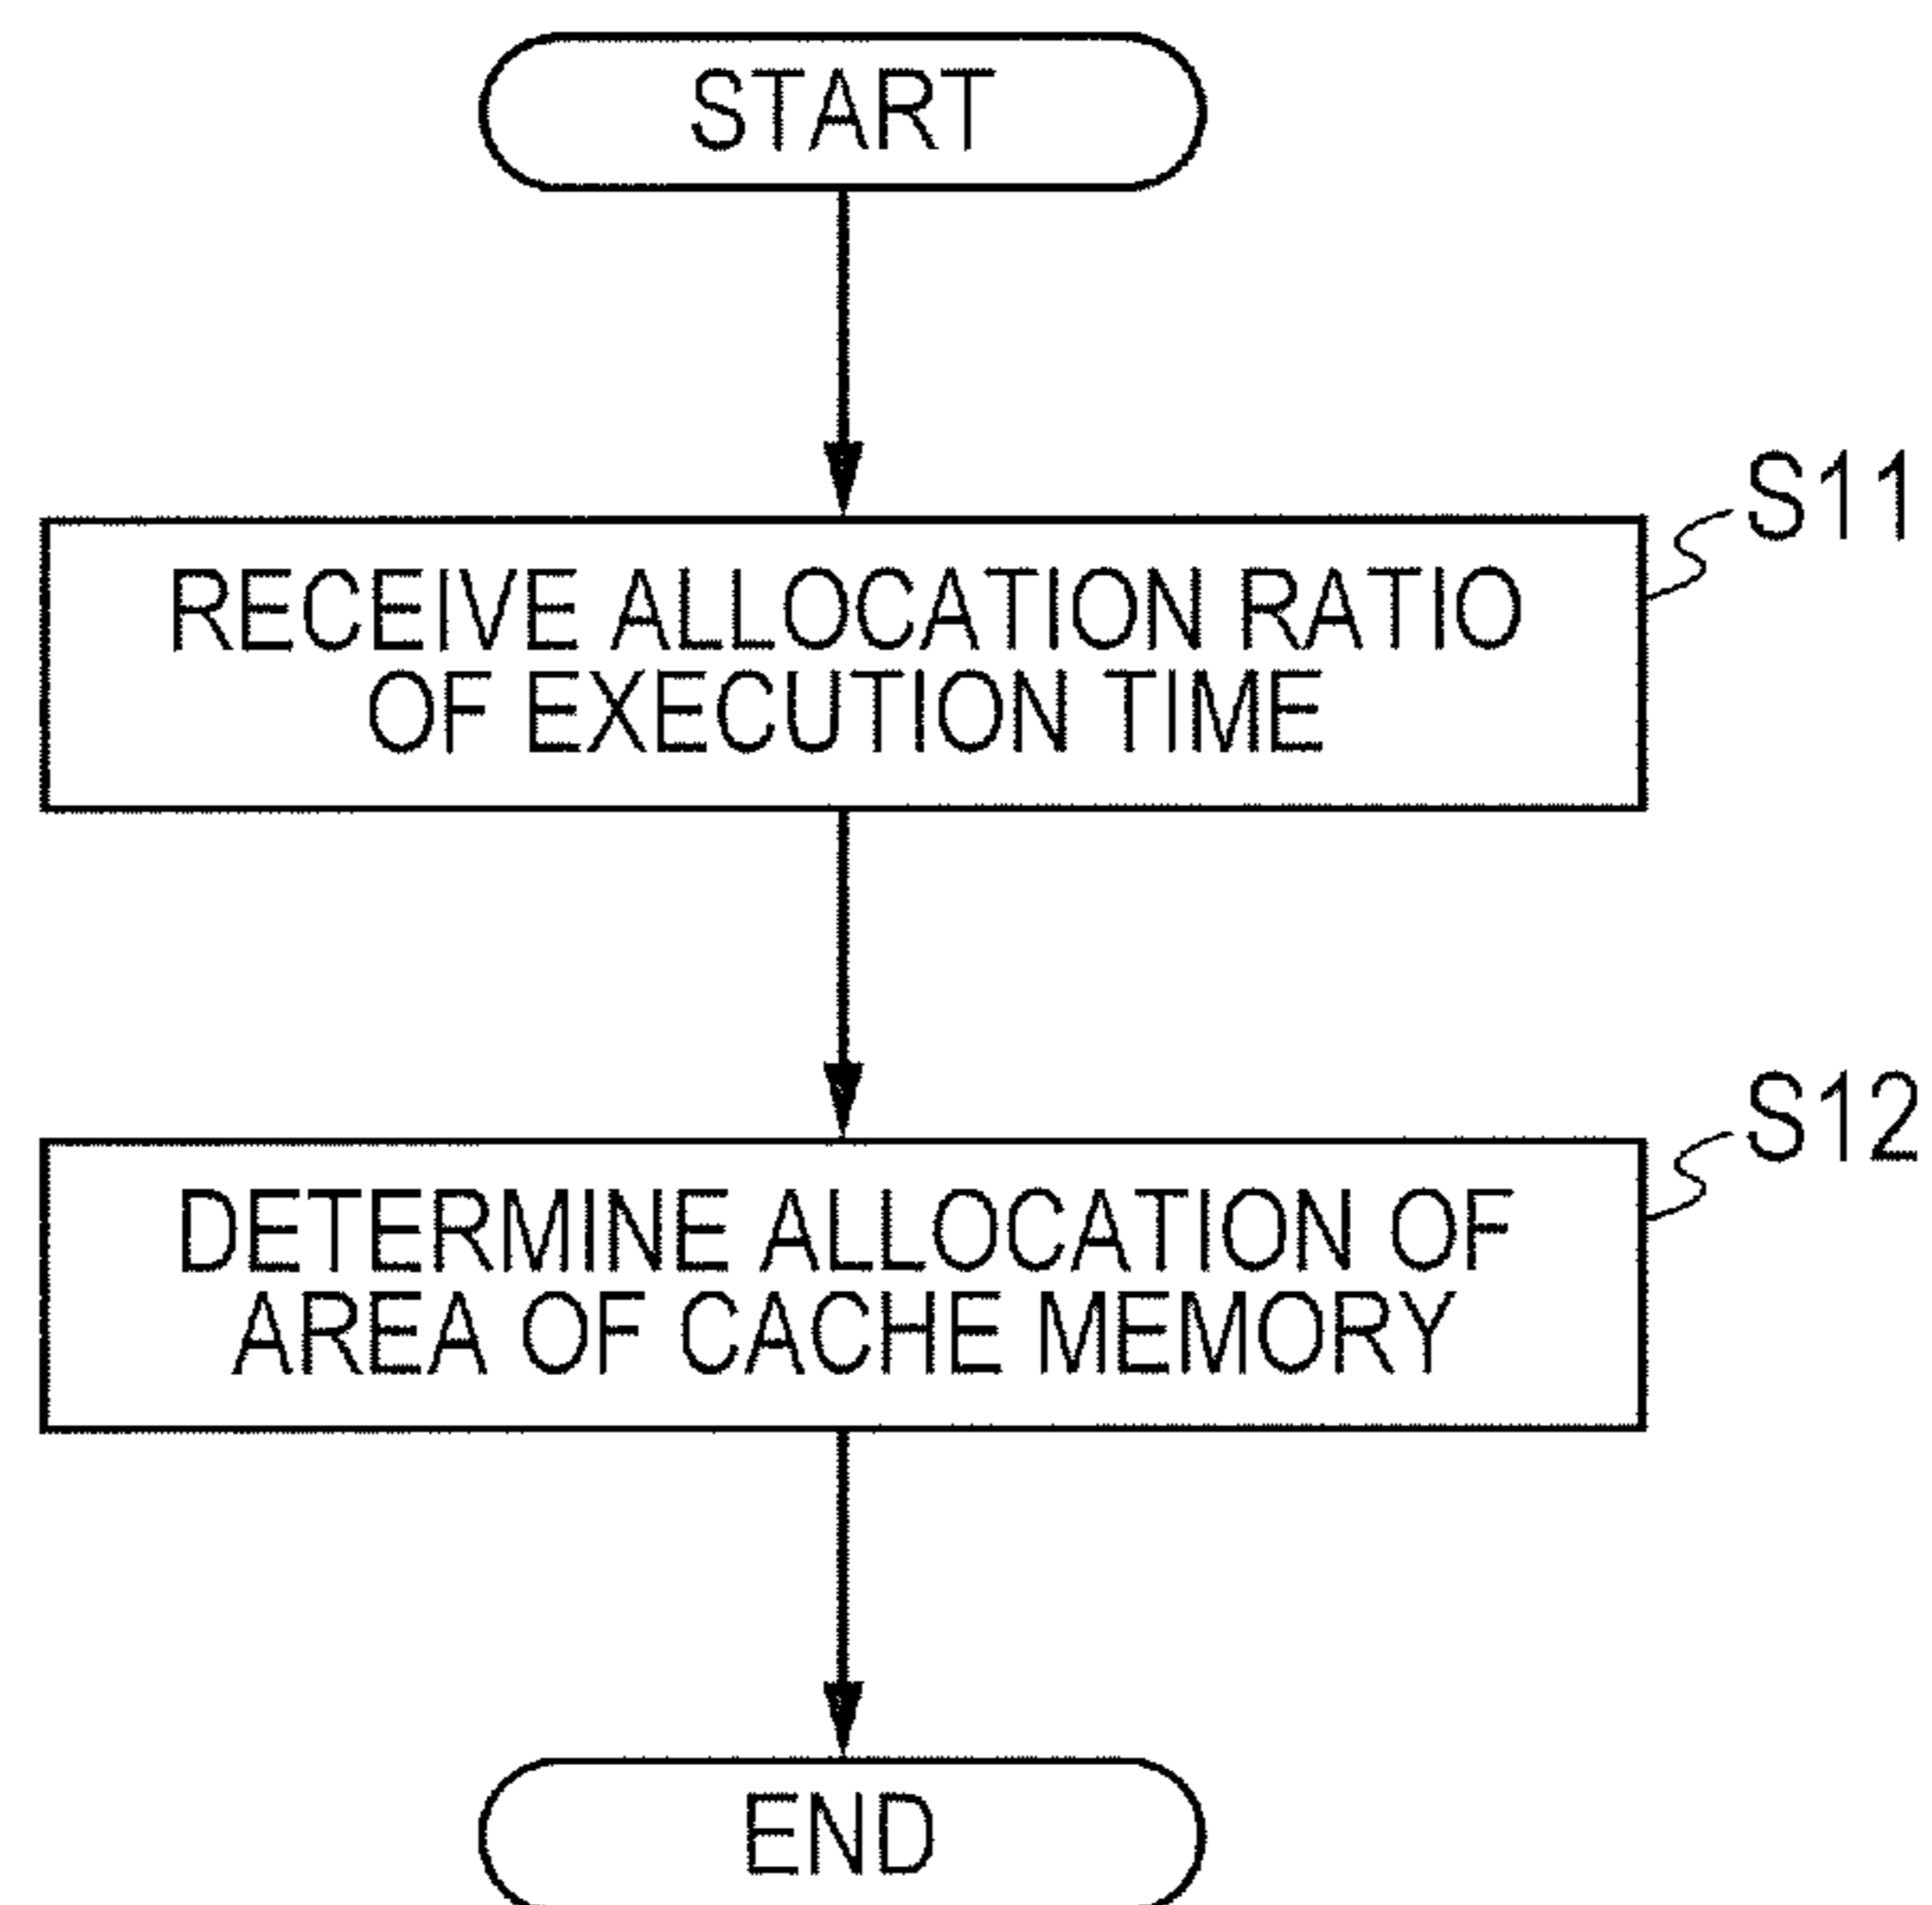 START
S11
RECEIVE ALLOCATION RATIO
OF EXECUTION TIME
S12
DETERMINE ALLOCATION OF
AREA OF CACHE MEMORY
END